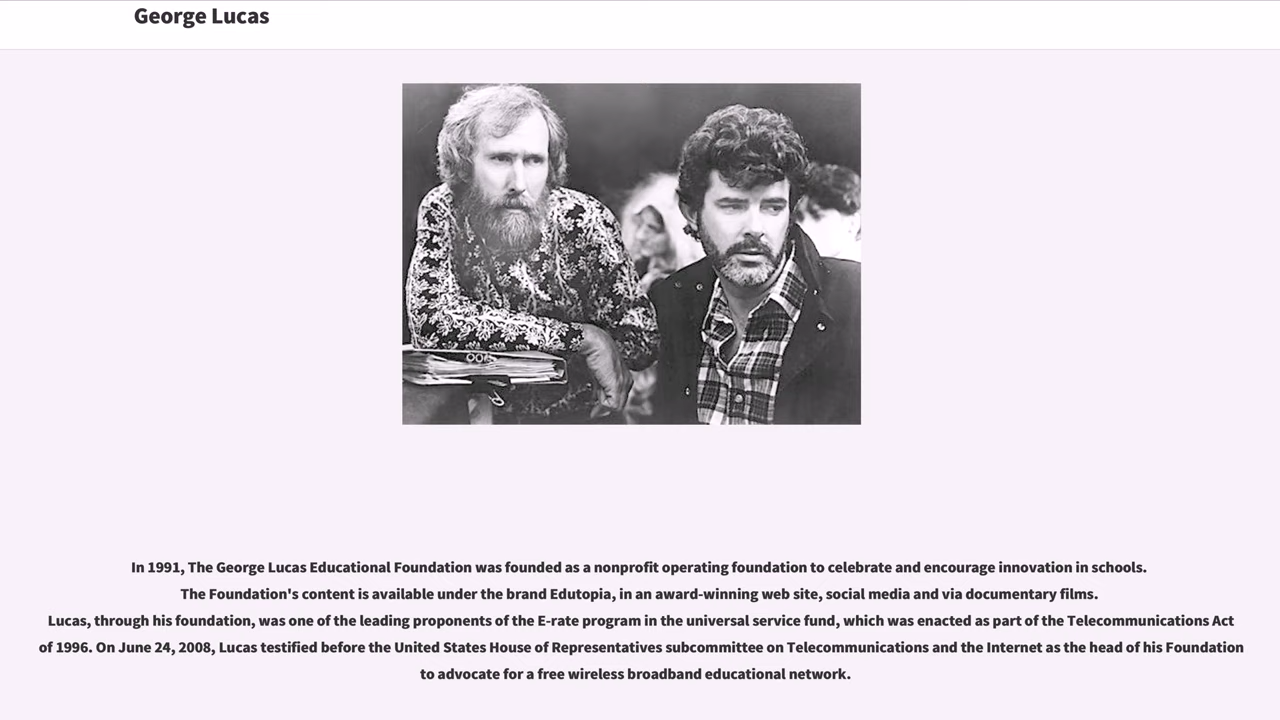 George Lucas
In 1991, The George Lucas Educational Foundation was founded as a nonprofit operating foundation to celebrate and encourage innovation in schools.
The Foundation's content is available under the brand Edutopia, in an award-winning web site, social media and via documentary films.
Lucas, through his foundation, was one of the leading proponents of the E-rate program in the universal service fund, which was enacted as part of the Telecommunications Act
of 1996. On June 24, 2008, Lucas testified before the United States House of Representatives subcommittee on Telecommunications and the Internet as the head of his Foundation
to advocate for a free wireless broadband educational network.